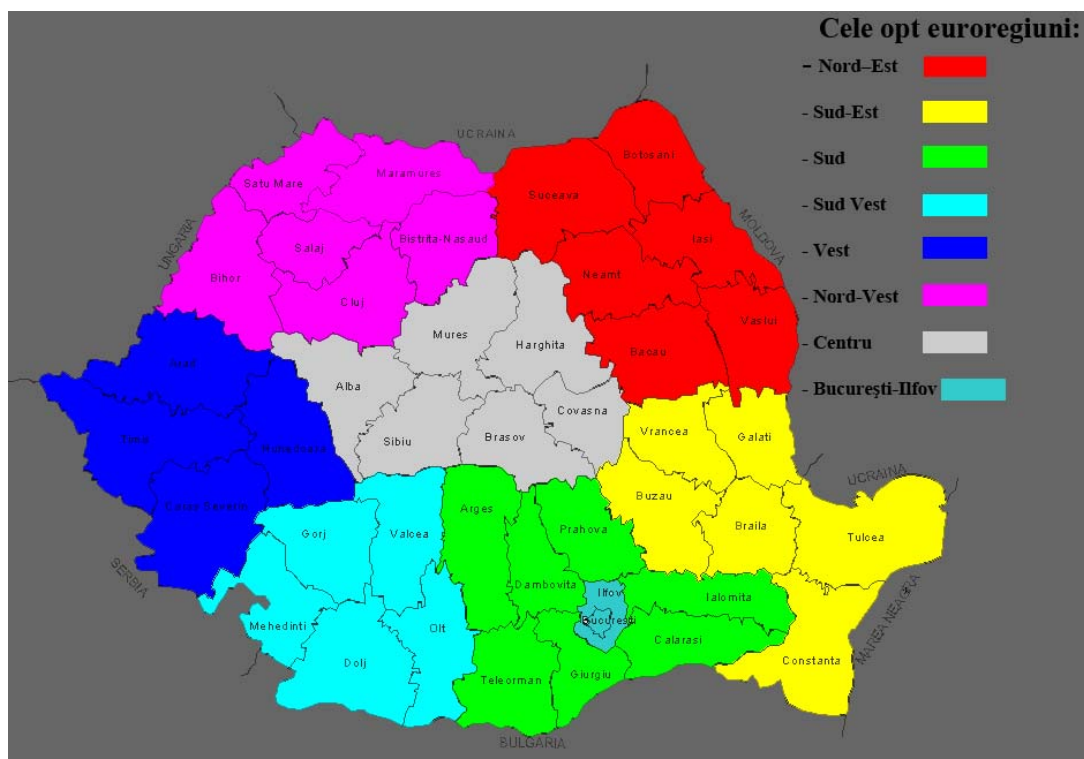 Cele opt euroregiuni:
- Nord–Est
- Sud-Est
- Sud
- Sud Vest
- Vest
- Nord-Vest
- Centru
- Bucureşti-Ilfov
UCRAINA
Botosani
Maramures
Satu Mare
Suceava
MOLDOVA
UNGARIA
Iasi
Bistrita-Nasaud
Salaj
Neamt
Bihor
Cluj
Vaslui
Mures
Harghita
Bacau
Arad
Alba
Covasna
Vrancea
Galati
Timis
Sibiu
Brasov
Hunedoara
UCRAINA
Buzau
Caras Severin
Arges
Braila
Prahova
Gorj
Valcea
Tulcea
SERBIA
Dambovita
Ilfov
Ialomita
MAREA NEAGRA
Bucureşti
Mehedinti
Olt
Calarasi
Dolj
Constanta
Teleorman
Giurgiu
BULGARIA